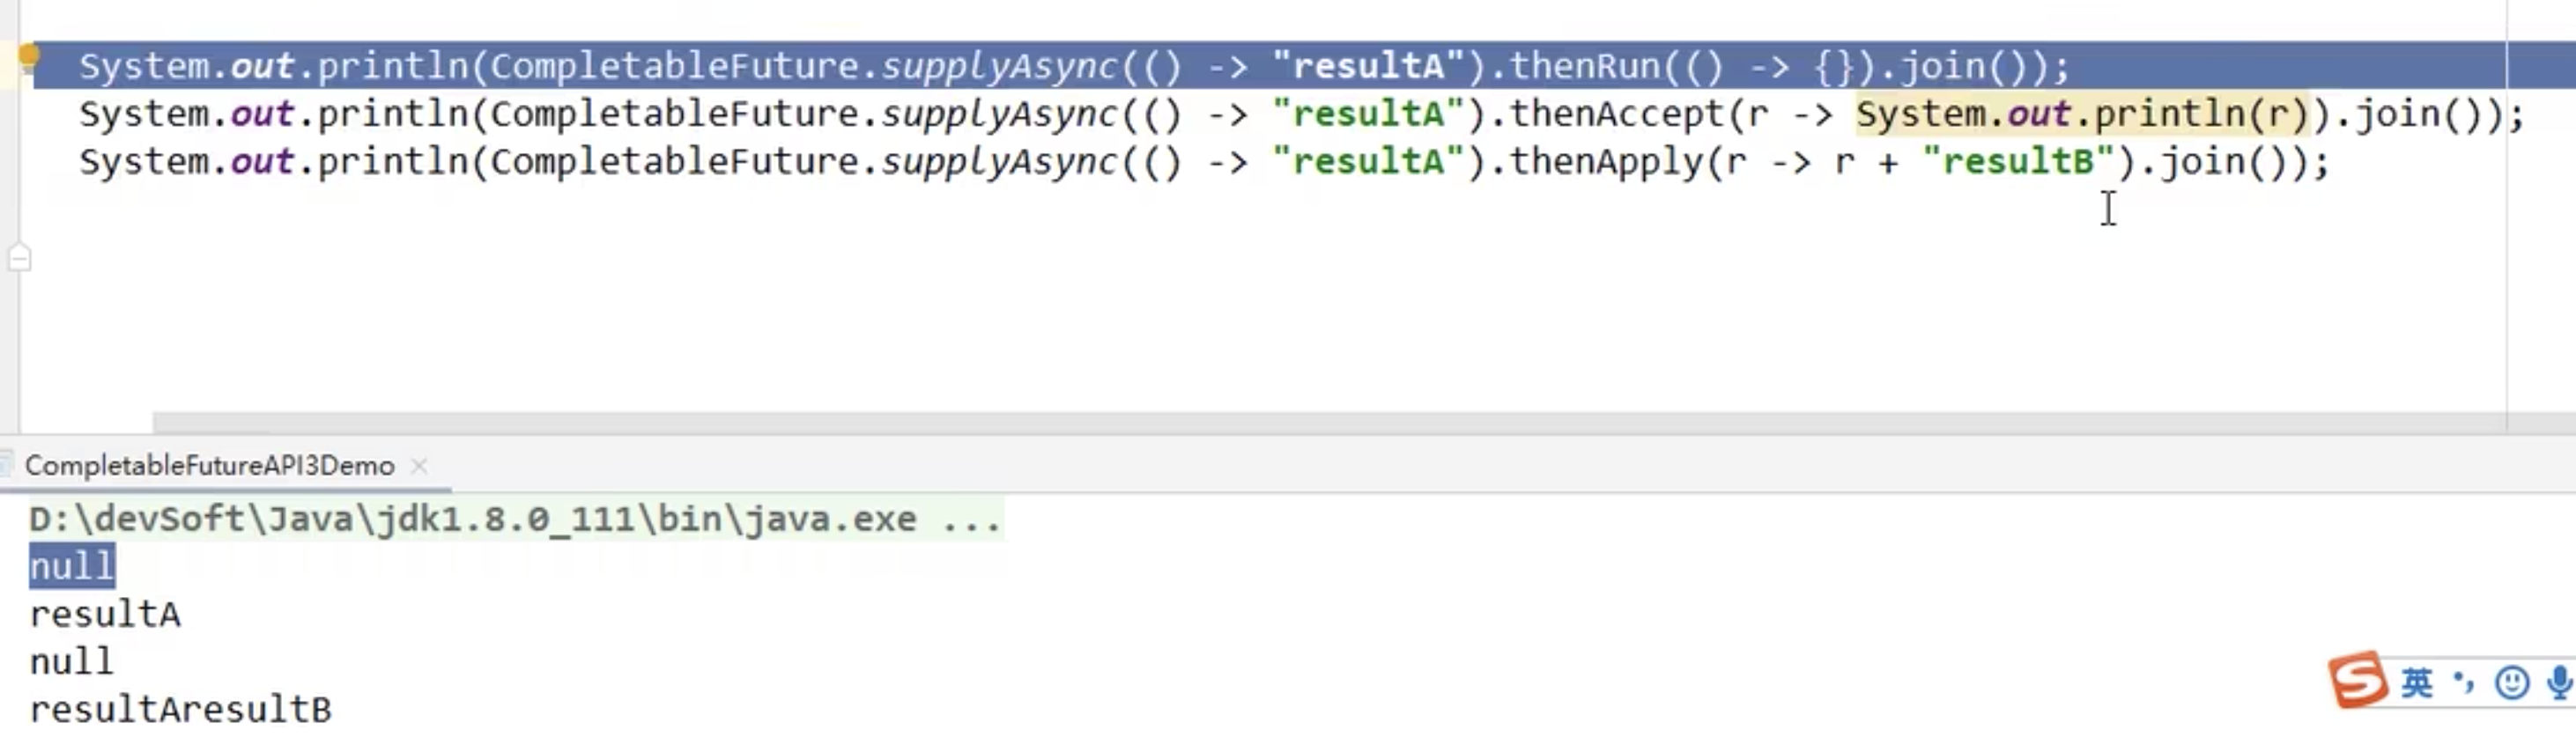 System.out.println(CompletableFuture.supplyAsync(() -> "resultA").thenRun(() -> {}).join());
System.out.println(CompletableFuture.supplyAsync(() -> "resultA").thenAccept(r -> System.out.println(r)).join());
System.out.println(CompletableFuture.supplyAsync(() -> "resultA").thenApply(r -> r + "resultB").join());
CompletableFutureAPI3Demo
D:\devSoft\Java\jdk1.8.0_111\bin\java.exe ...
null
resultA
null
resultAresultB
S 英